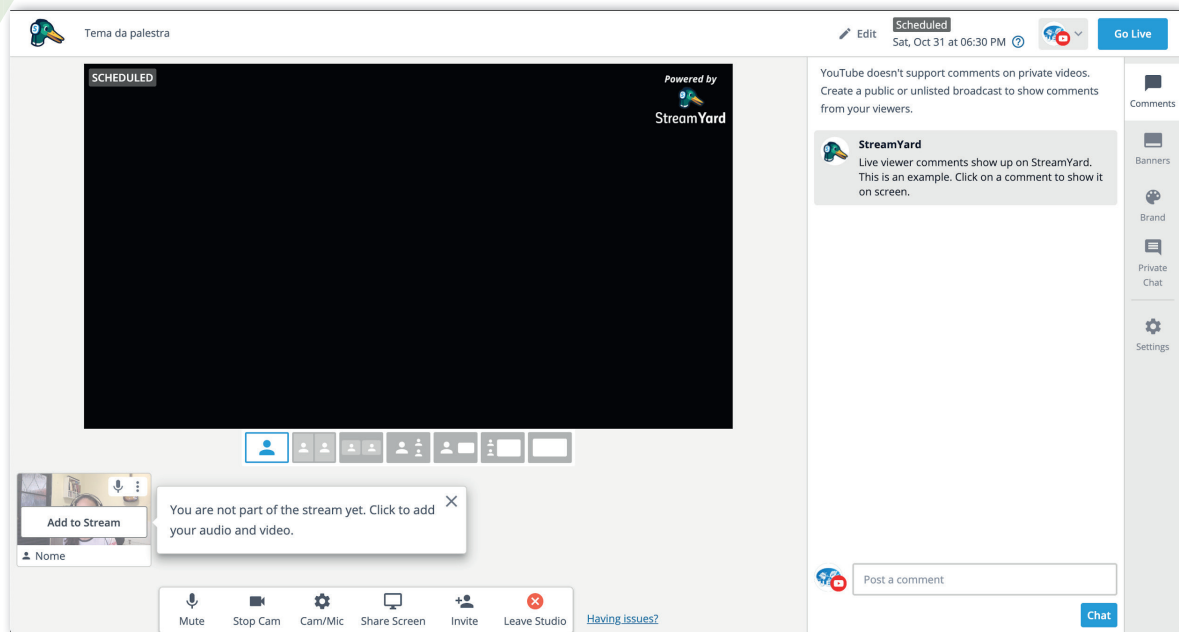 Tema da palestra
Edit
Scheduled
Sat, Oct 31 at 06:30 PM
Go Live
SCHEDULED
Powered by
StreamYard
YouTube doesn't support comments on private videos.
Create a public or unlisted broadcast to show comments
from your viewers.
StreamYard
Live viewer comments show up on StreamYard.
This is an example. Click on a comment to show it
on screen.
Comments
Banners
Brand
Private
Chat
Settings
Add to Stream
Nome
You are not part of the stream yet. Click to add
your audio and video.
Post a comment
Chat
Mute
Stop Cam
Cam/Mic
Share Screen
Invite
Leave Studio
Having issues?